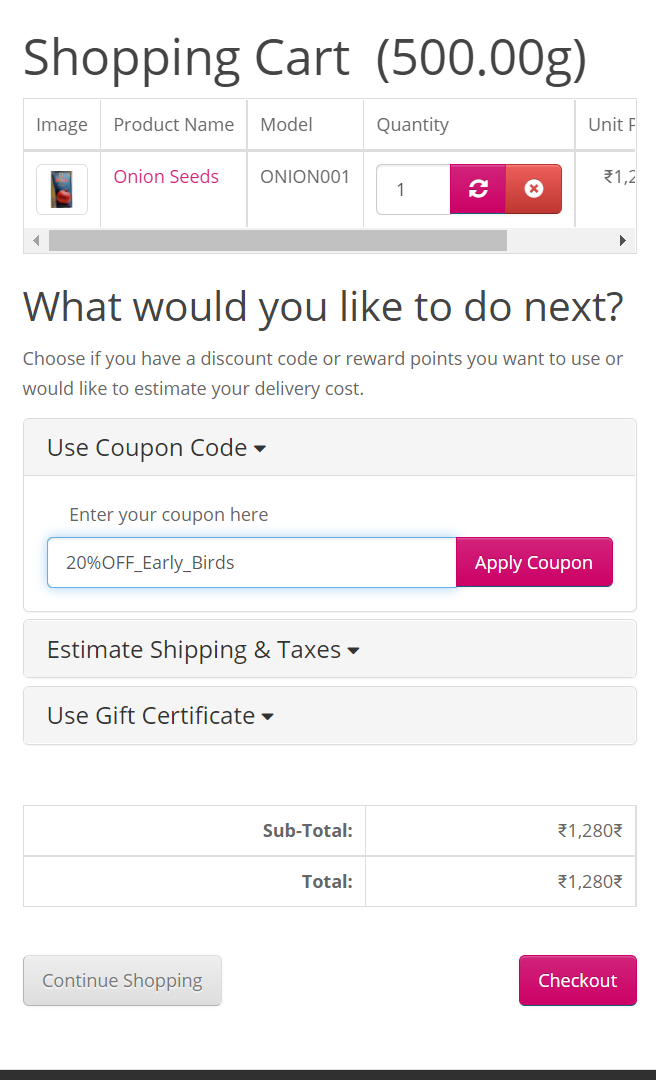 Shopping Cart (500.00g)
Image Product Name Model Quantity Unit P
Onion Seeds ONION001 1 ₹1,2
What would you like to do next?
Choose if you have a discount code or reward points you want to use or
would like to estimate your delivery cost.
Use Coupon Code
Enter your coupon here
20%OFF_Early_Birds Apply Coupon
Estimate Shipping & Taxes
Use Gift Certificate
Sub-Total: ₹1,280₹
Total: ₹1,280₹
Continue Shopping Checkout